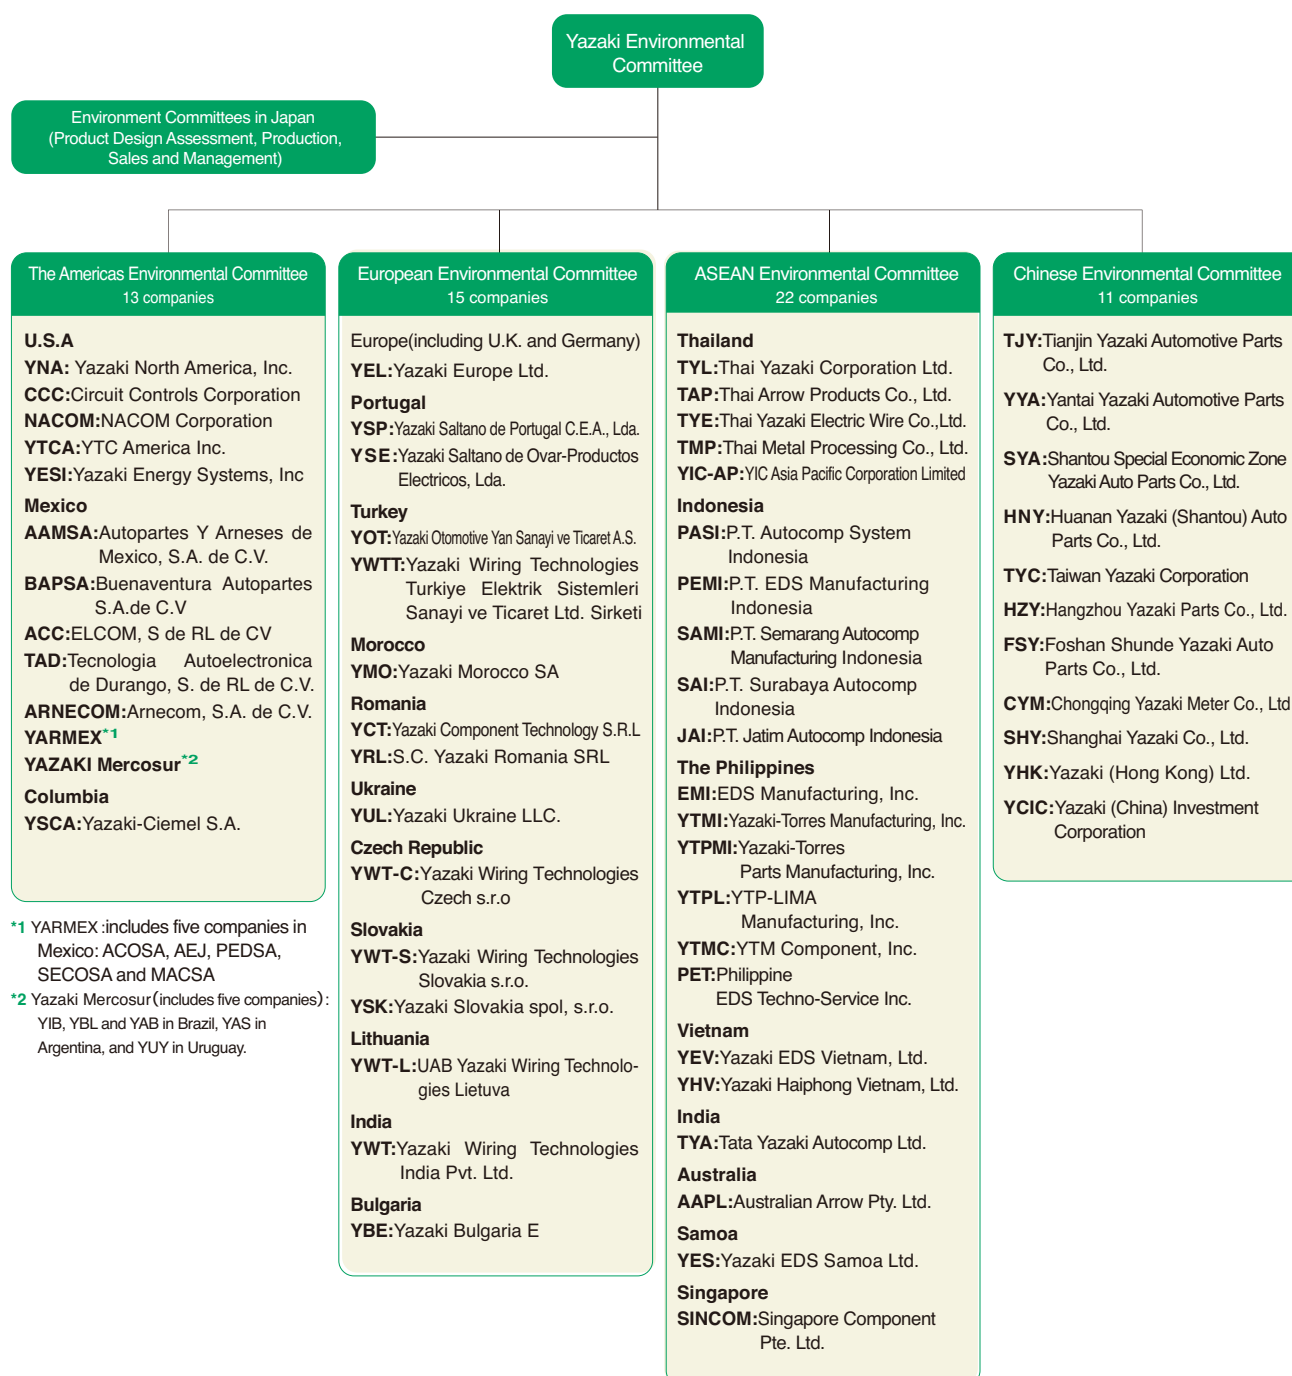 Yazaki Environmental
Committee
Environment Committees in Japan
(Product Design Assessment, Production,
Sales and Management)
The Americas Environmental Committee
13 companies
U.S.A
YNA: Yazaki North America, Inc.
CCC:Circuit Controls Corporation
NACOM:NACOM Corporation
YTCA:YTC America Inc.
YESI:Yazaki Energy Systems, Inc
Mexico
AAMSA:Autopartes Y Arneses de
Mexico, S.A. de C.V.
BAPSA:Buenaventura Autopartes
S.A.de C.V
ACC:ELCOM, S de RL de CV
TAD:Tecnologia Autoelectronica
de Durango, S. de RL de C.V.
ARNECOM:Arnecom, S.A. de C.V.
YARMEX*1
YAZAKI Mercosur*2
Columbia
YSCA:Yazaki-Ciemel S.A.
*1 YARMEX:includes five companies in
Mexico: ACOSA, AEJ, PEDSA,
SECOSA and MACSA
*2 Yazaki Mercosur(includes five companies):
YIB, YBL and YAB in Brazil, YAS in
Argentina, and YUY in Uruguay.
European Environmental Committee
15 companies
Europe(including U.K. and Germany)
YEL:Yazaki Europe Ltd.
Portugal
YSP:Yazaki Saltano de Portugal C.E.A., Lda.
YSE:Yazaki Saltano de Ovar-Productos
Electricos, Lda.
Turkey
YOT:Yazaki Otomotive Yan Sanayi ve Ticaret A.S.
YWTT:Yazaki Wiring Technologies
Turkiye Elektrik Sistemleri
Sanayi ve Ticaret Ltd. Sirketi
Morocco
YMO:Yazaki Morocco SA
Romania
YCT:Yazaki Component Technology S.R.L
YRL:S.C. Yazaki Romania SRL
Ukraine
YUL:Yazaki Ukraine LLC.
Czech Republic
YWT-C:Yazaki Wiring Technologies
Czech s.r.o
Slovakia
YWT-S:Yazaki Wiring Technologies
Slovakia s.r.o.
YSK:Yazaki Slovakia spol, s.r.o.
Lithuania
YWT-L:UAB Yazaki Wiring Technolo-
gies Lietuva
India
YWT:Yazaki Wiring Technologies
India Pvt. Ltd.
Bulgaria
YBE:Yazaki Bulgaria E
ASEAN Environmental Committee
22 companies
Thailand
TYL:Thai Yazaki Corporation Ltd.
TAP:Thai Arrow Products Co., Ltd.
TYE:Thai Yazaki Electric Wire Co.,Ltd.
TMP:Thai Metal Processing Co., Ltd.
YIC-AP:YIC Asia Pacific Corporation Limited
Indonesia
PASI:P.T. Autocomp System
Indonesia
PEMI:P.T. EDS Manufacturing
Indonesia
SAMI:P.T. Semarang Autocomp
Manufacturing Indonesia
SAI:P.T. Surabaya Autocomp
Indonesia
JAI:P.T. Jatim Autocomp Indonesia
The Philippines
EMI:EDS Manufacturing, Inc.
YTMI:Yazaki-Torres Manufacturing, Inc.
YTPMI:Yazaki-Torres
Parts Manufacturing, Inc.
YTPL:YTP-LIMA
Manufacturing, Inc.
YTMC:YTM Component, Inc.
PET:Philippine
EDS Techno-Service Inc.
Vietnam
YEV:Yazaki EDS Vietnam, Ltd.
YHV:Yazaki Haiphong Vietnam, Ltd.
India
TYA:Tata Yazaki Autocomp Ltd.
Australia
AAPL:Australian Arrow Pty. Ltd.
Samoa
YES:Yazaki EDS Samoa Ltd.
Singapore
SINCOM:Singapore Component
Pte. Ltd.
Chinese Environmental Committee
11 companies
TJY:Tianjin Yazaki Automotive Parts
Co., Ltd.
YYA:Yantai Yazaki Automotive Parts
Co., Ltd.
SYA:Shantou Special Economic Zone
Yazaki Auto Parts Co., Ltd.
HNY:Huanan Yazaki (Shantou) Auto
Parts Co., Ltd.
TYC:Taiwan Yazaki Corporation
HZY:Hangzhou Yazaki Parts Co., Ltd.
FSY:Foshan Shunde Yazaki Auto
Parts Co., Ltd.
CYM:Chongqing Yazaki Meter Co., Ltd
SHY:Shanghai Yazaki Co., Ltd.
YHK:Yazaki (Hong Kong) Ltd.
YCIC:Yazaki (China) Investment
Corporation